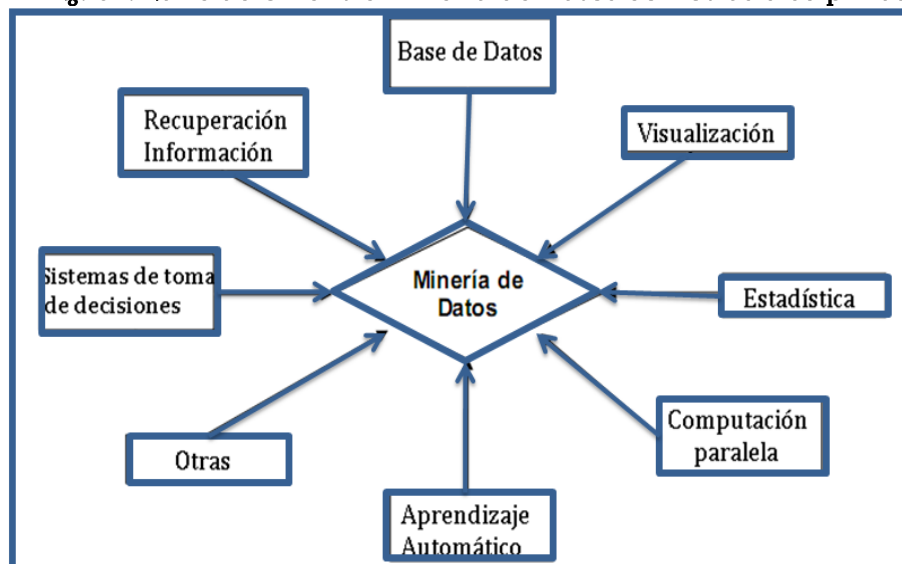 Base de Datos
Recuperación
Información
Visualización
Sistemas de toma
de decisiones
Minería de
Datos
Estadística
Computación
paralela
Otras
Aprendizaje
Automático